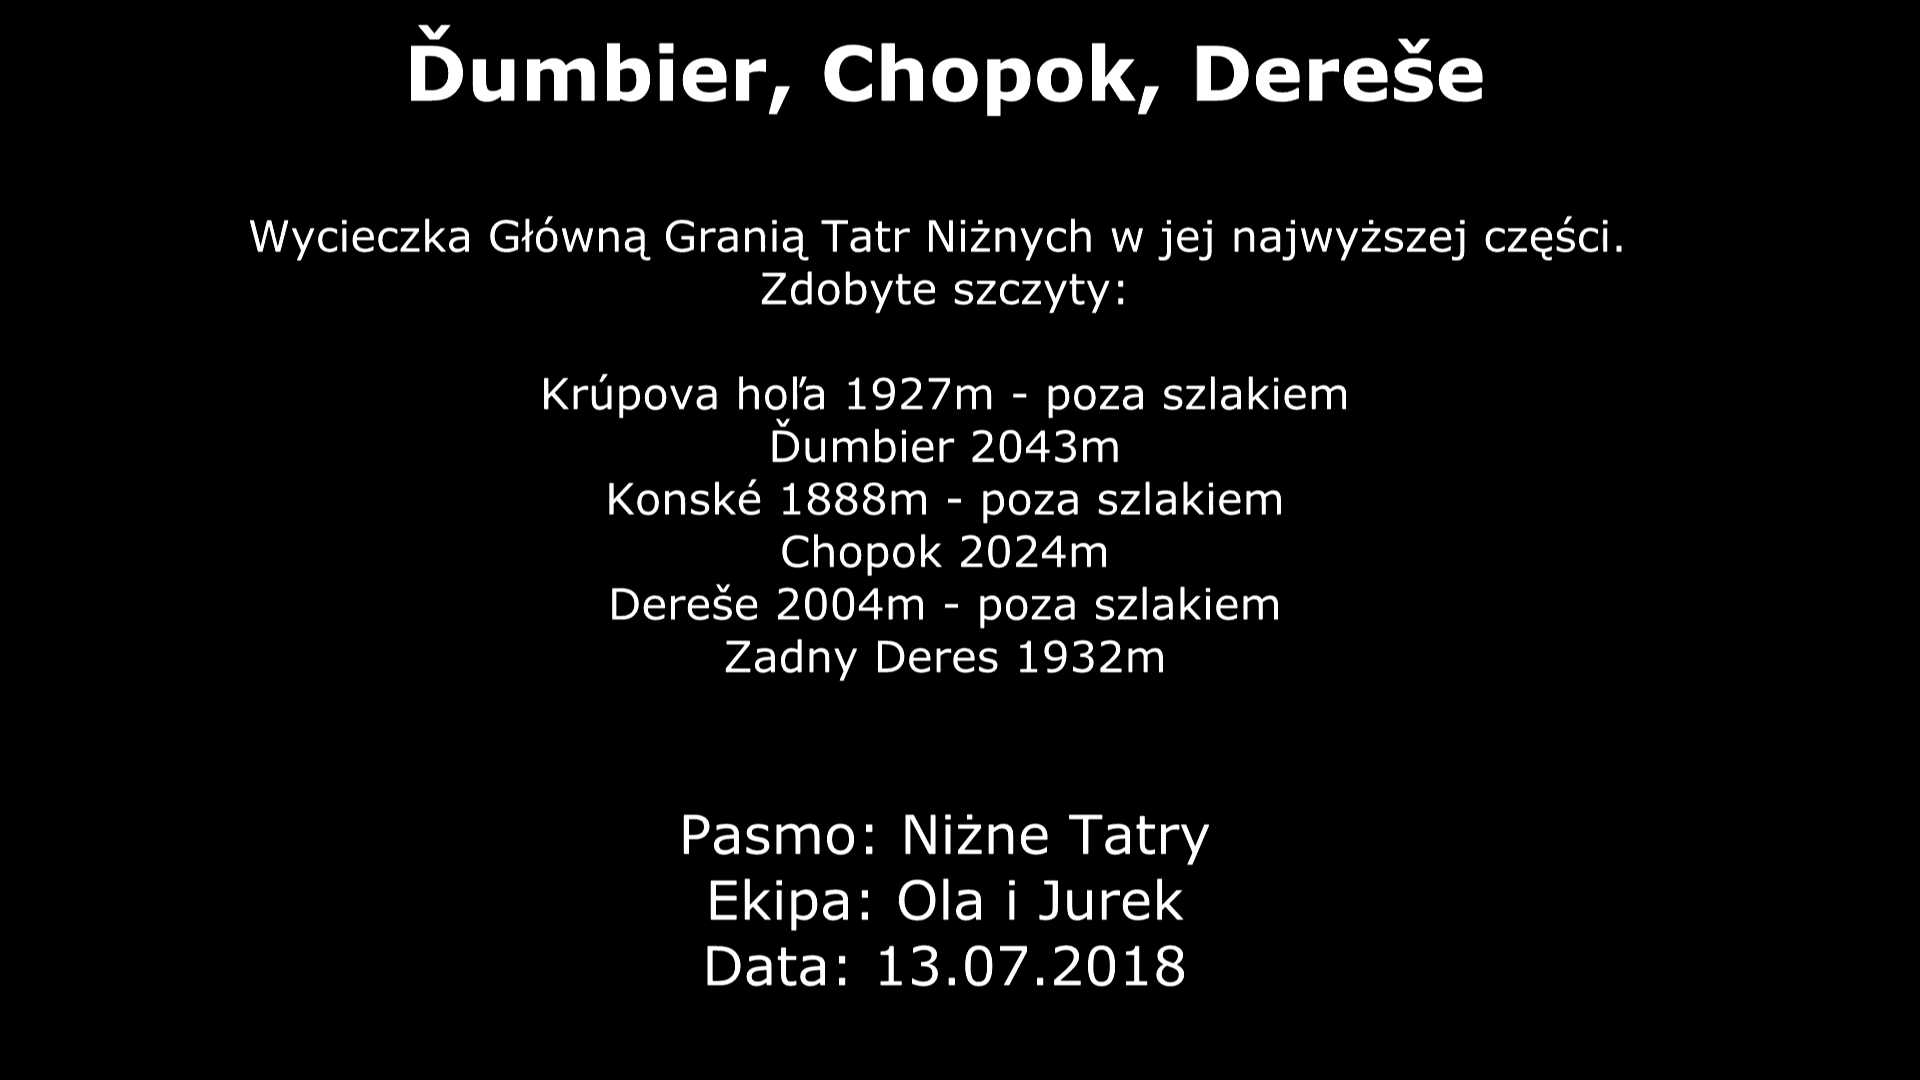 Ďumbier, Chopok, Dereše
Wycieczka Główną Granią Tatr Niżnych w jej najwyższej części.
Zdobyte szczyty:
Krúpova hoľa 1927m - poza szlakiem
Ďumbier 2043m
Konské 1888m - poza szlakiem
Chopok 2024m
Dereše 2004m - poza szlakiem
Zadny Deres 1932m
Pasmo: Niżne Tatry
Ekipa: Ola i Jurek
Data: 13.07.2018